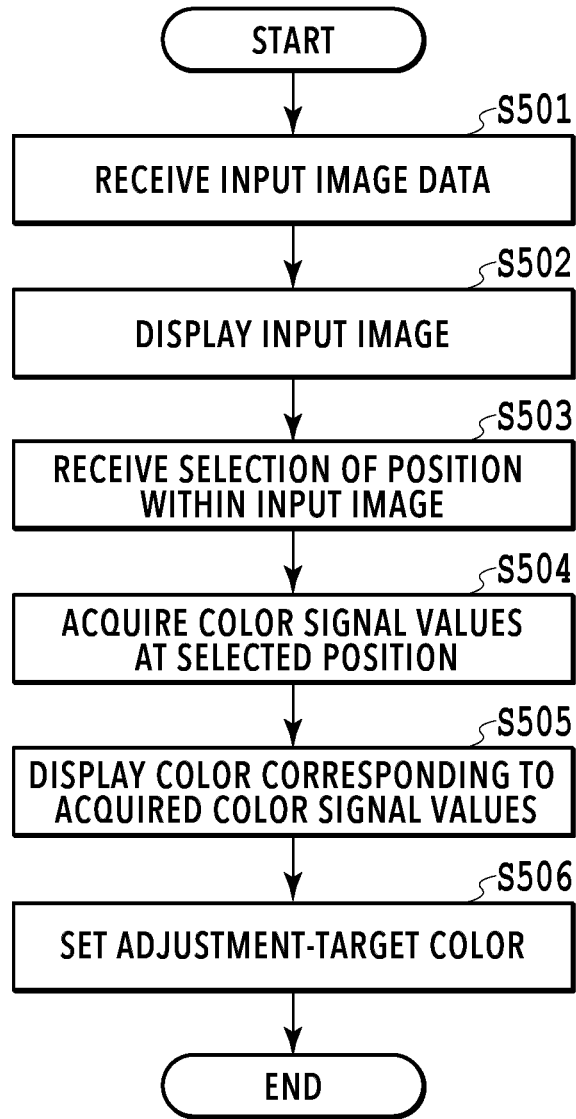 START
S501
RECEIVE INPUT IMAGE DATA
S502
DISPLAY INPUT IMAGE
S503
RECEIVE SELECTION OF POSITION
WITHIN INPUT IMAGE
S504
ACQUIRE COLOR SIGNAL VALUES
AT SELECTED POSITION
S505
DISPLAY COLOR CORRESPONDING TO
ACQUIRED COLOR SIGNAL VALUES
S506
SET ADJUSTMENT-TARGET COLOR
END